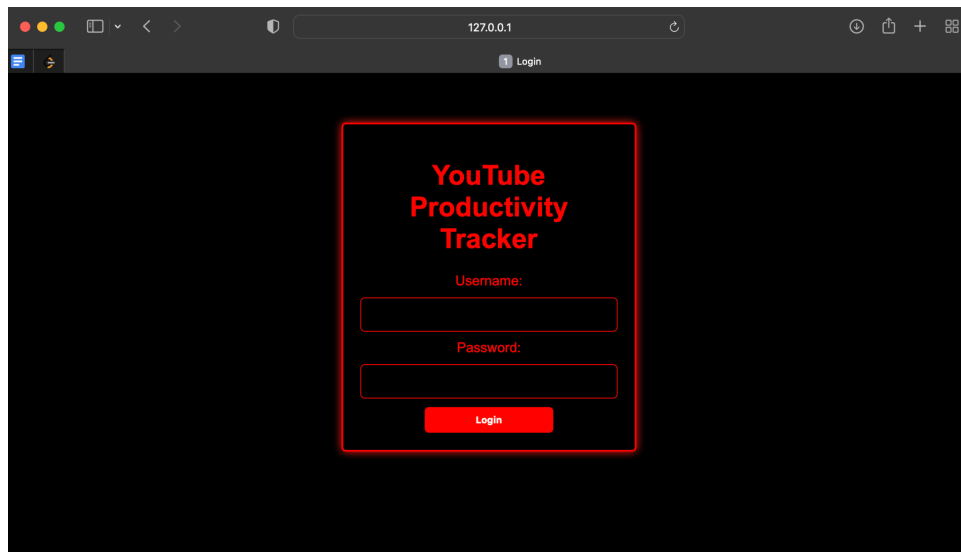 127.0.0.1
1 Login
YouTube
Productivity
Tracker
Username:
Password:
Login